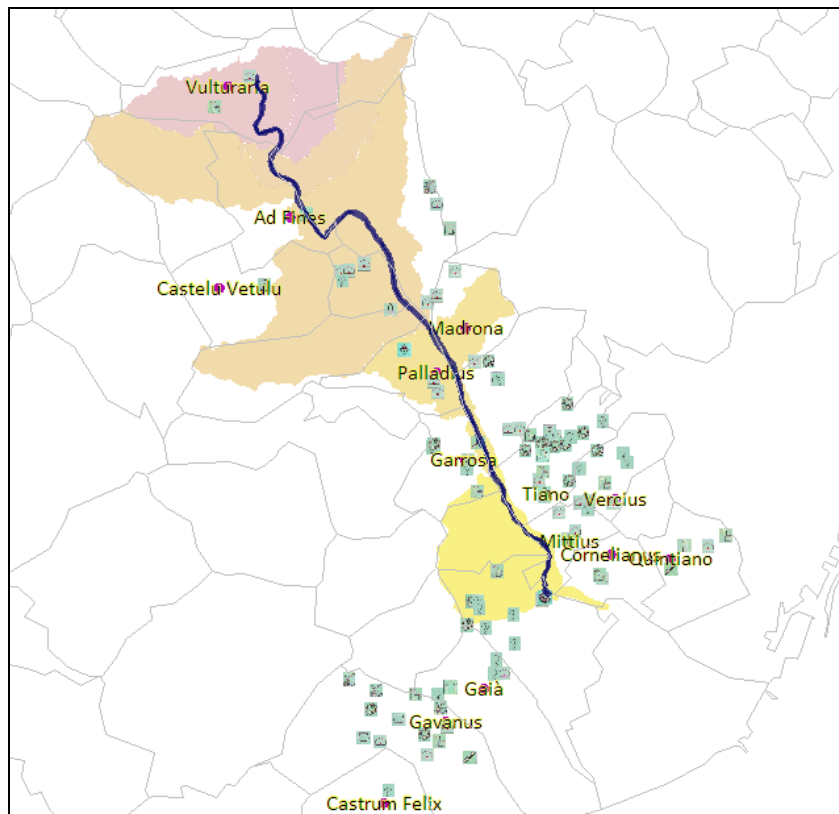 Vulturaria
Ad Fines
Castelu Vetulu
Madrona
Palladius
Garrosa
Tiano
Vercius
Mittius
Cornelianus
Quintiano
Gaià
Gavanus
Castrum Felix